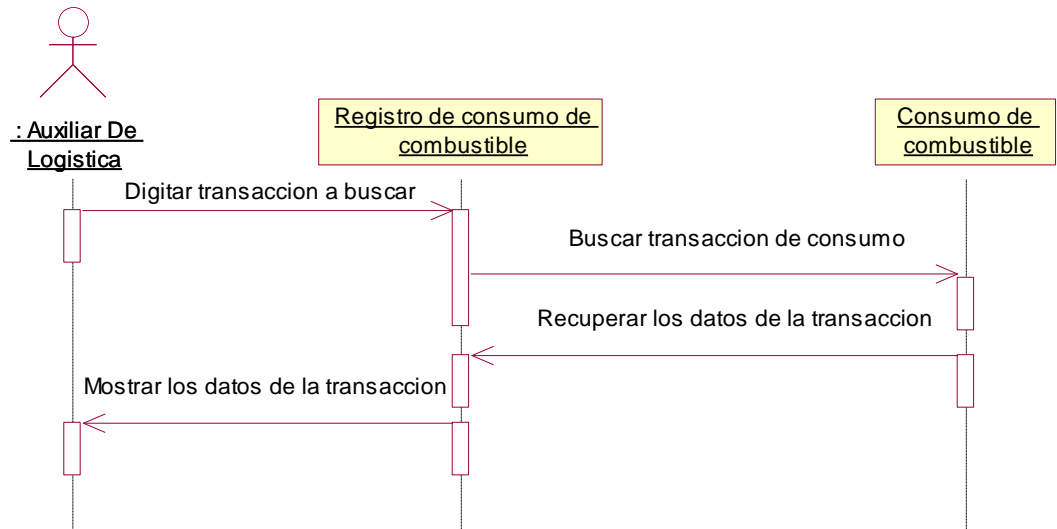 : Auxiliar De
Logistica
Registro de consumo de
combustible
Consumo de
combustible
Digitar transaccion a buscar
Buscar transaccion de consumo
Recuperar los datos de la transaccion
Mostrar los datos de la transaccion